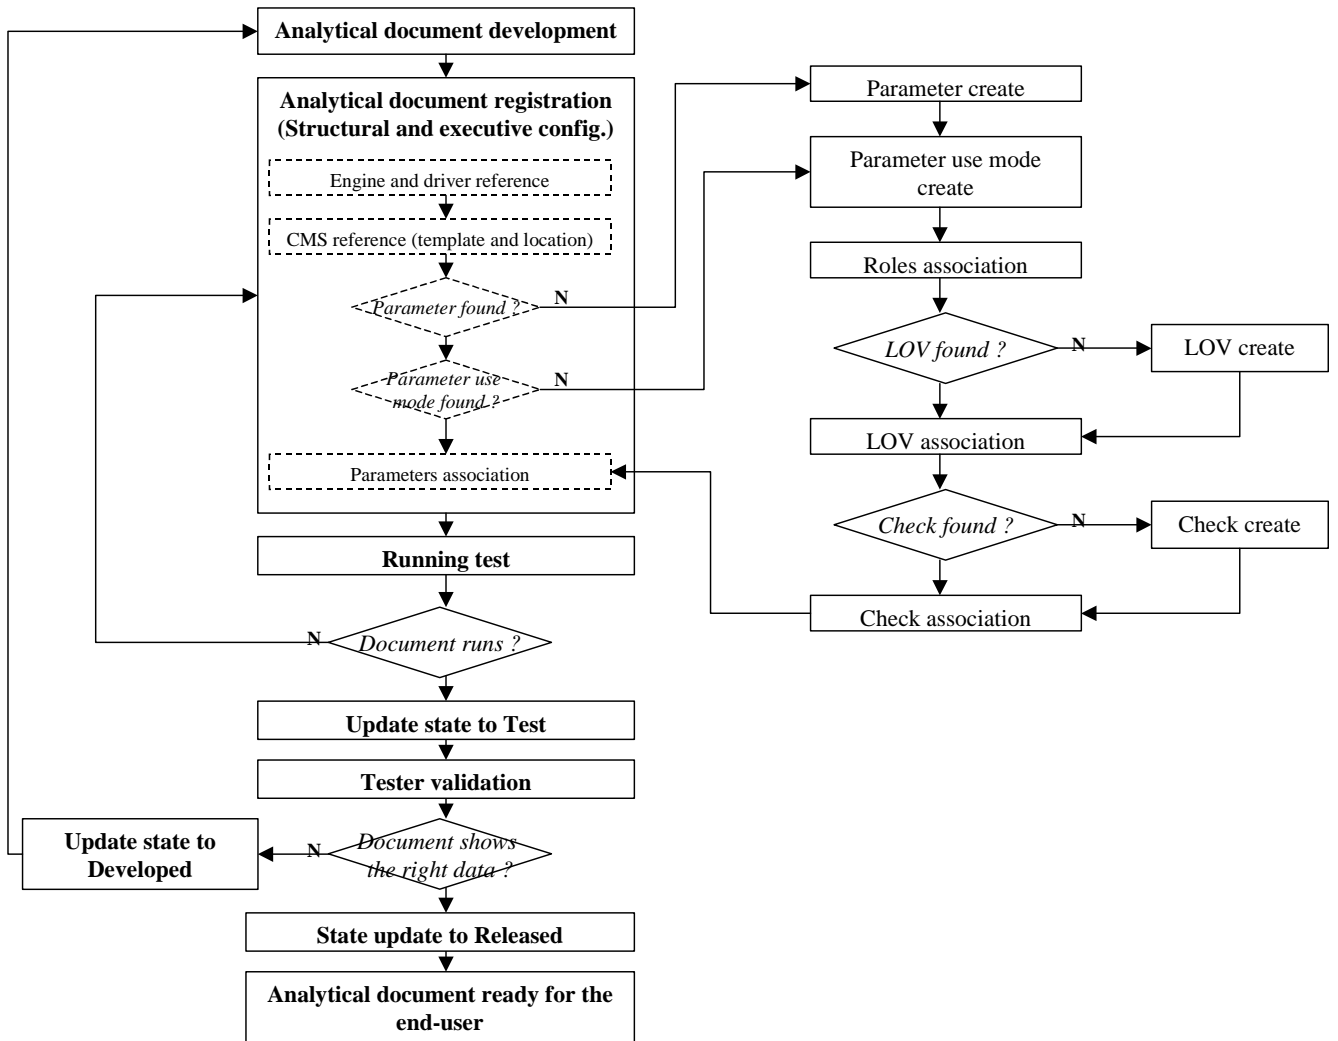 Analytical document development
Analytical document registration
(Structural and executive config.)
Engine and driver reference
CMS reference (template and location)
Parameter found ?
N
Parameter use
mode found ?
N
Parameters association
Running test
Document runs ?
N
Update state to Test
Tester validation
Document shows
the right data ?
N
Update state to
Developed
State update to Released
Analytical document ready for the
end-user
Parameter create
Parameter use mode
create
Roles association
LOV found ?
N
LOV create
LOV association
Check found ?
N
Check create
Check association